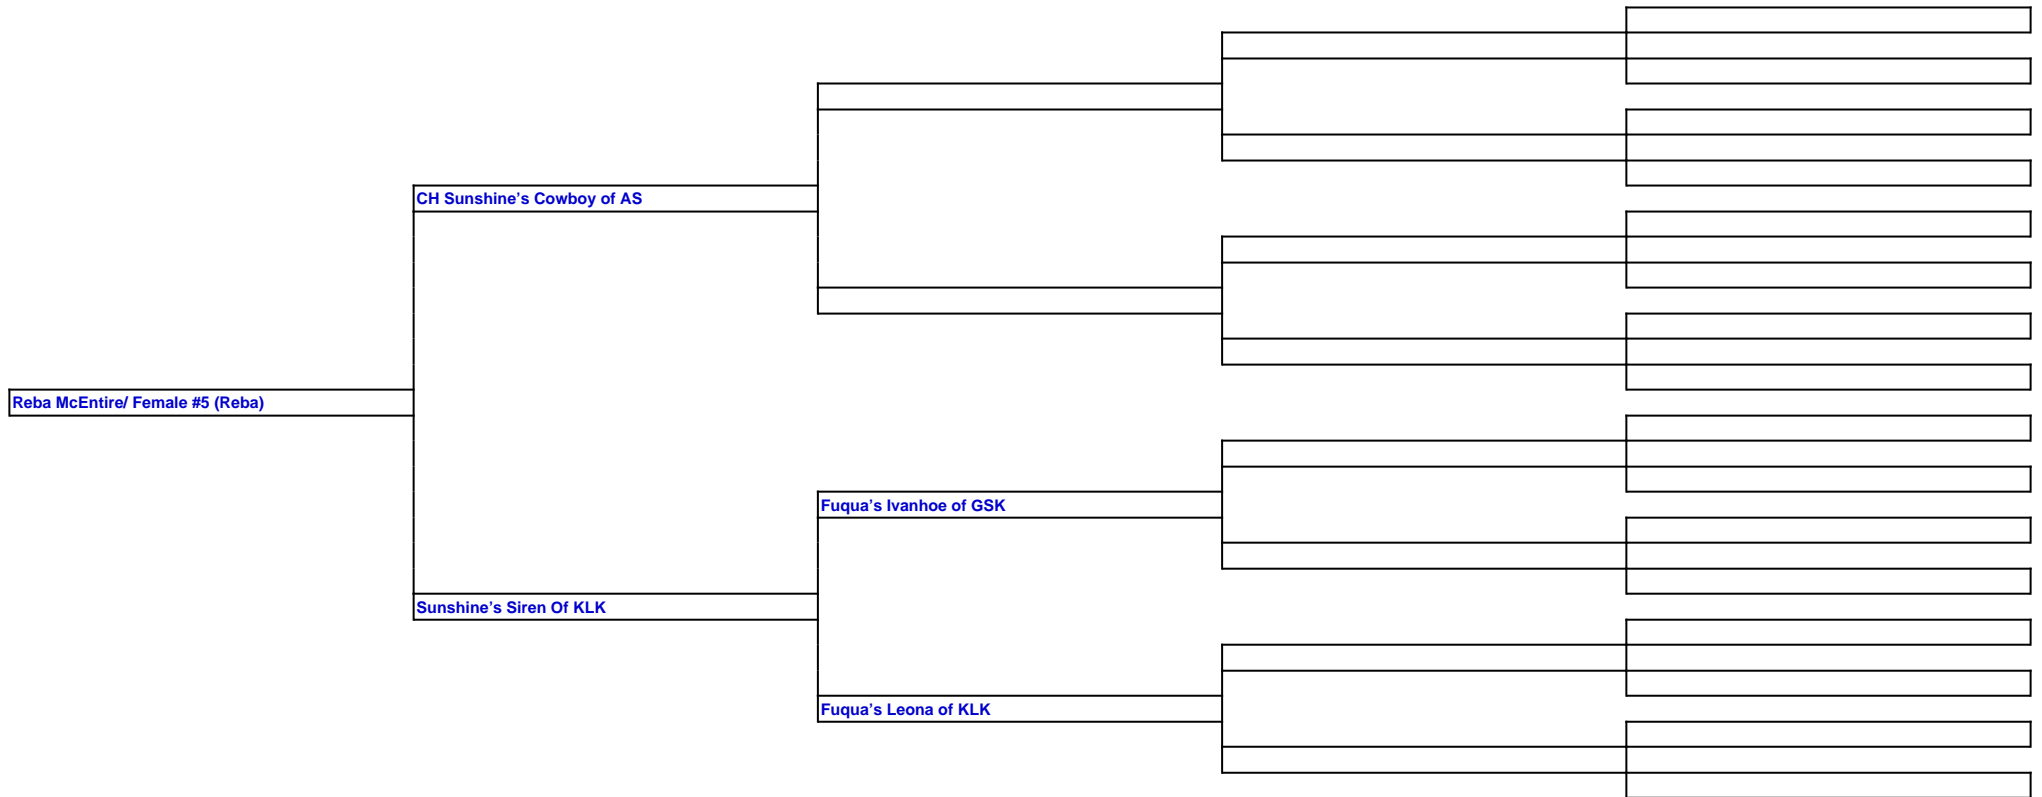 CH Sunshine’s Cowboy of AS
Reba McEntire/ Female #5 (Reba)
Fuqua’s Ivanhoe of GSK
Sunshine’s Siren Of KLK
Fuqua’s Leona of KLK